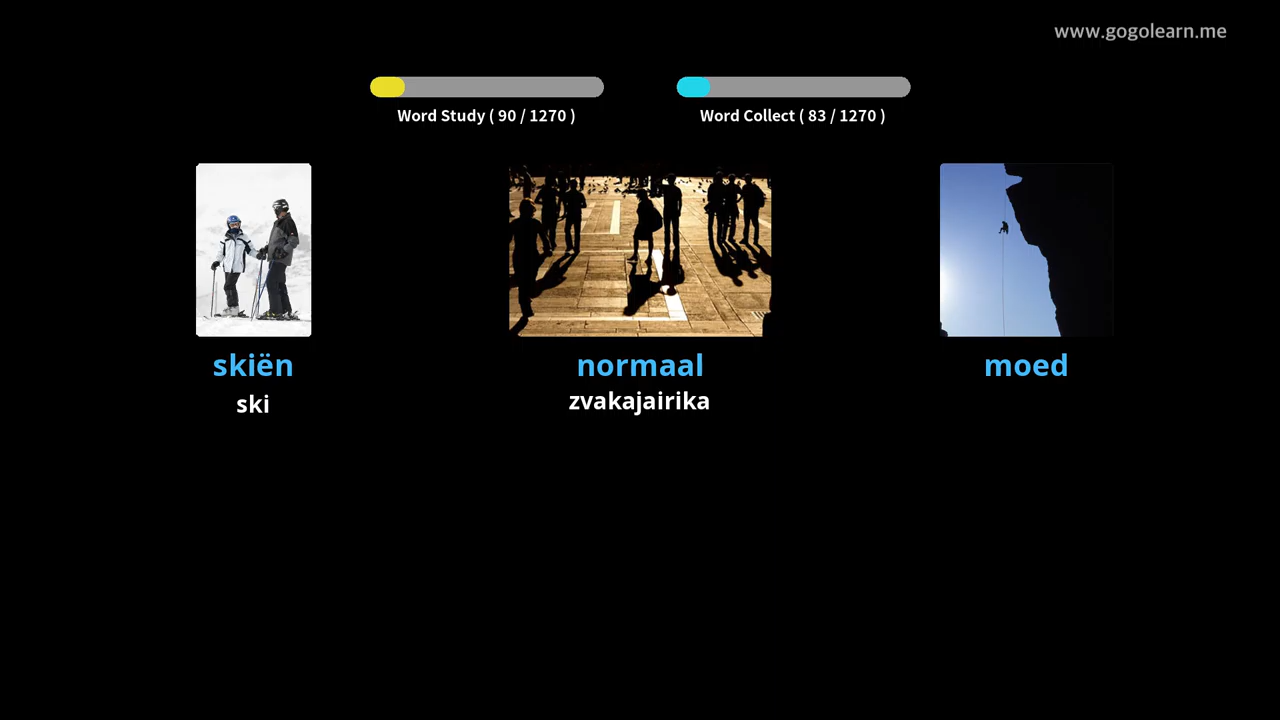 www.gogolearn.me
Word Study ( 90 / 1270 )
Word Collect ( 83 / 1270 )
skiën
normaal
moed
ski
zvakajairika